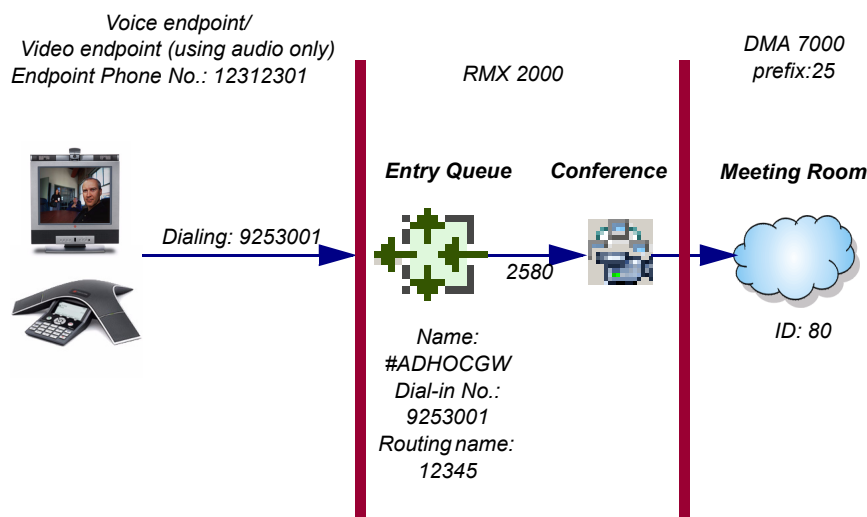 Voice endpoint/
Video endpoint (using audio only)
Endpoint Phone No.: 12312301
RMX 2000
DMA 7000
prefix:25
Entry Queue
Conference
Meeting Room
Dialing: 9253001
2580
Name:
#ADHOCGW
Dial-in No.:
9253001
Routing name:
12345
ID: 80